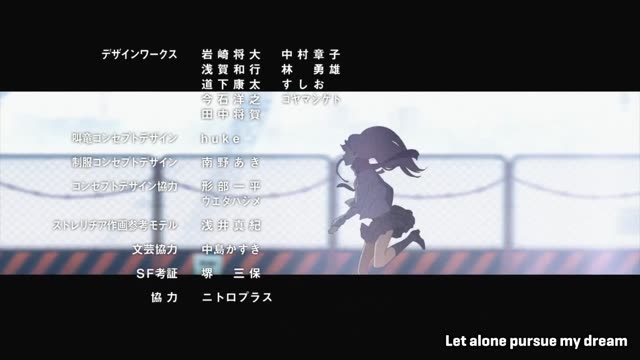 デザインワークス 岩崎将大 中村章子
浅賀和行 林 勇雄
道下康太 すしお
今石洋之 コヤマシゲト
田中将賀
叫竜コンセプトデザイン huke
制服コンセプトデザイン 南野あき
コンセプトデザイン協力 形部一平
ウエダハジメ
ストレリチア作画参考モデル 浅井真紀
文芸協力 中島かずき
SF考証 堺 三保
協力 ニトロプラス
Let alone pursue my dream